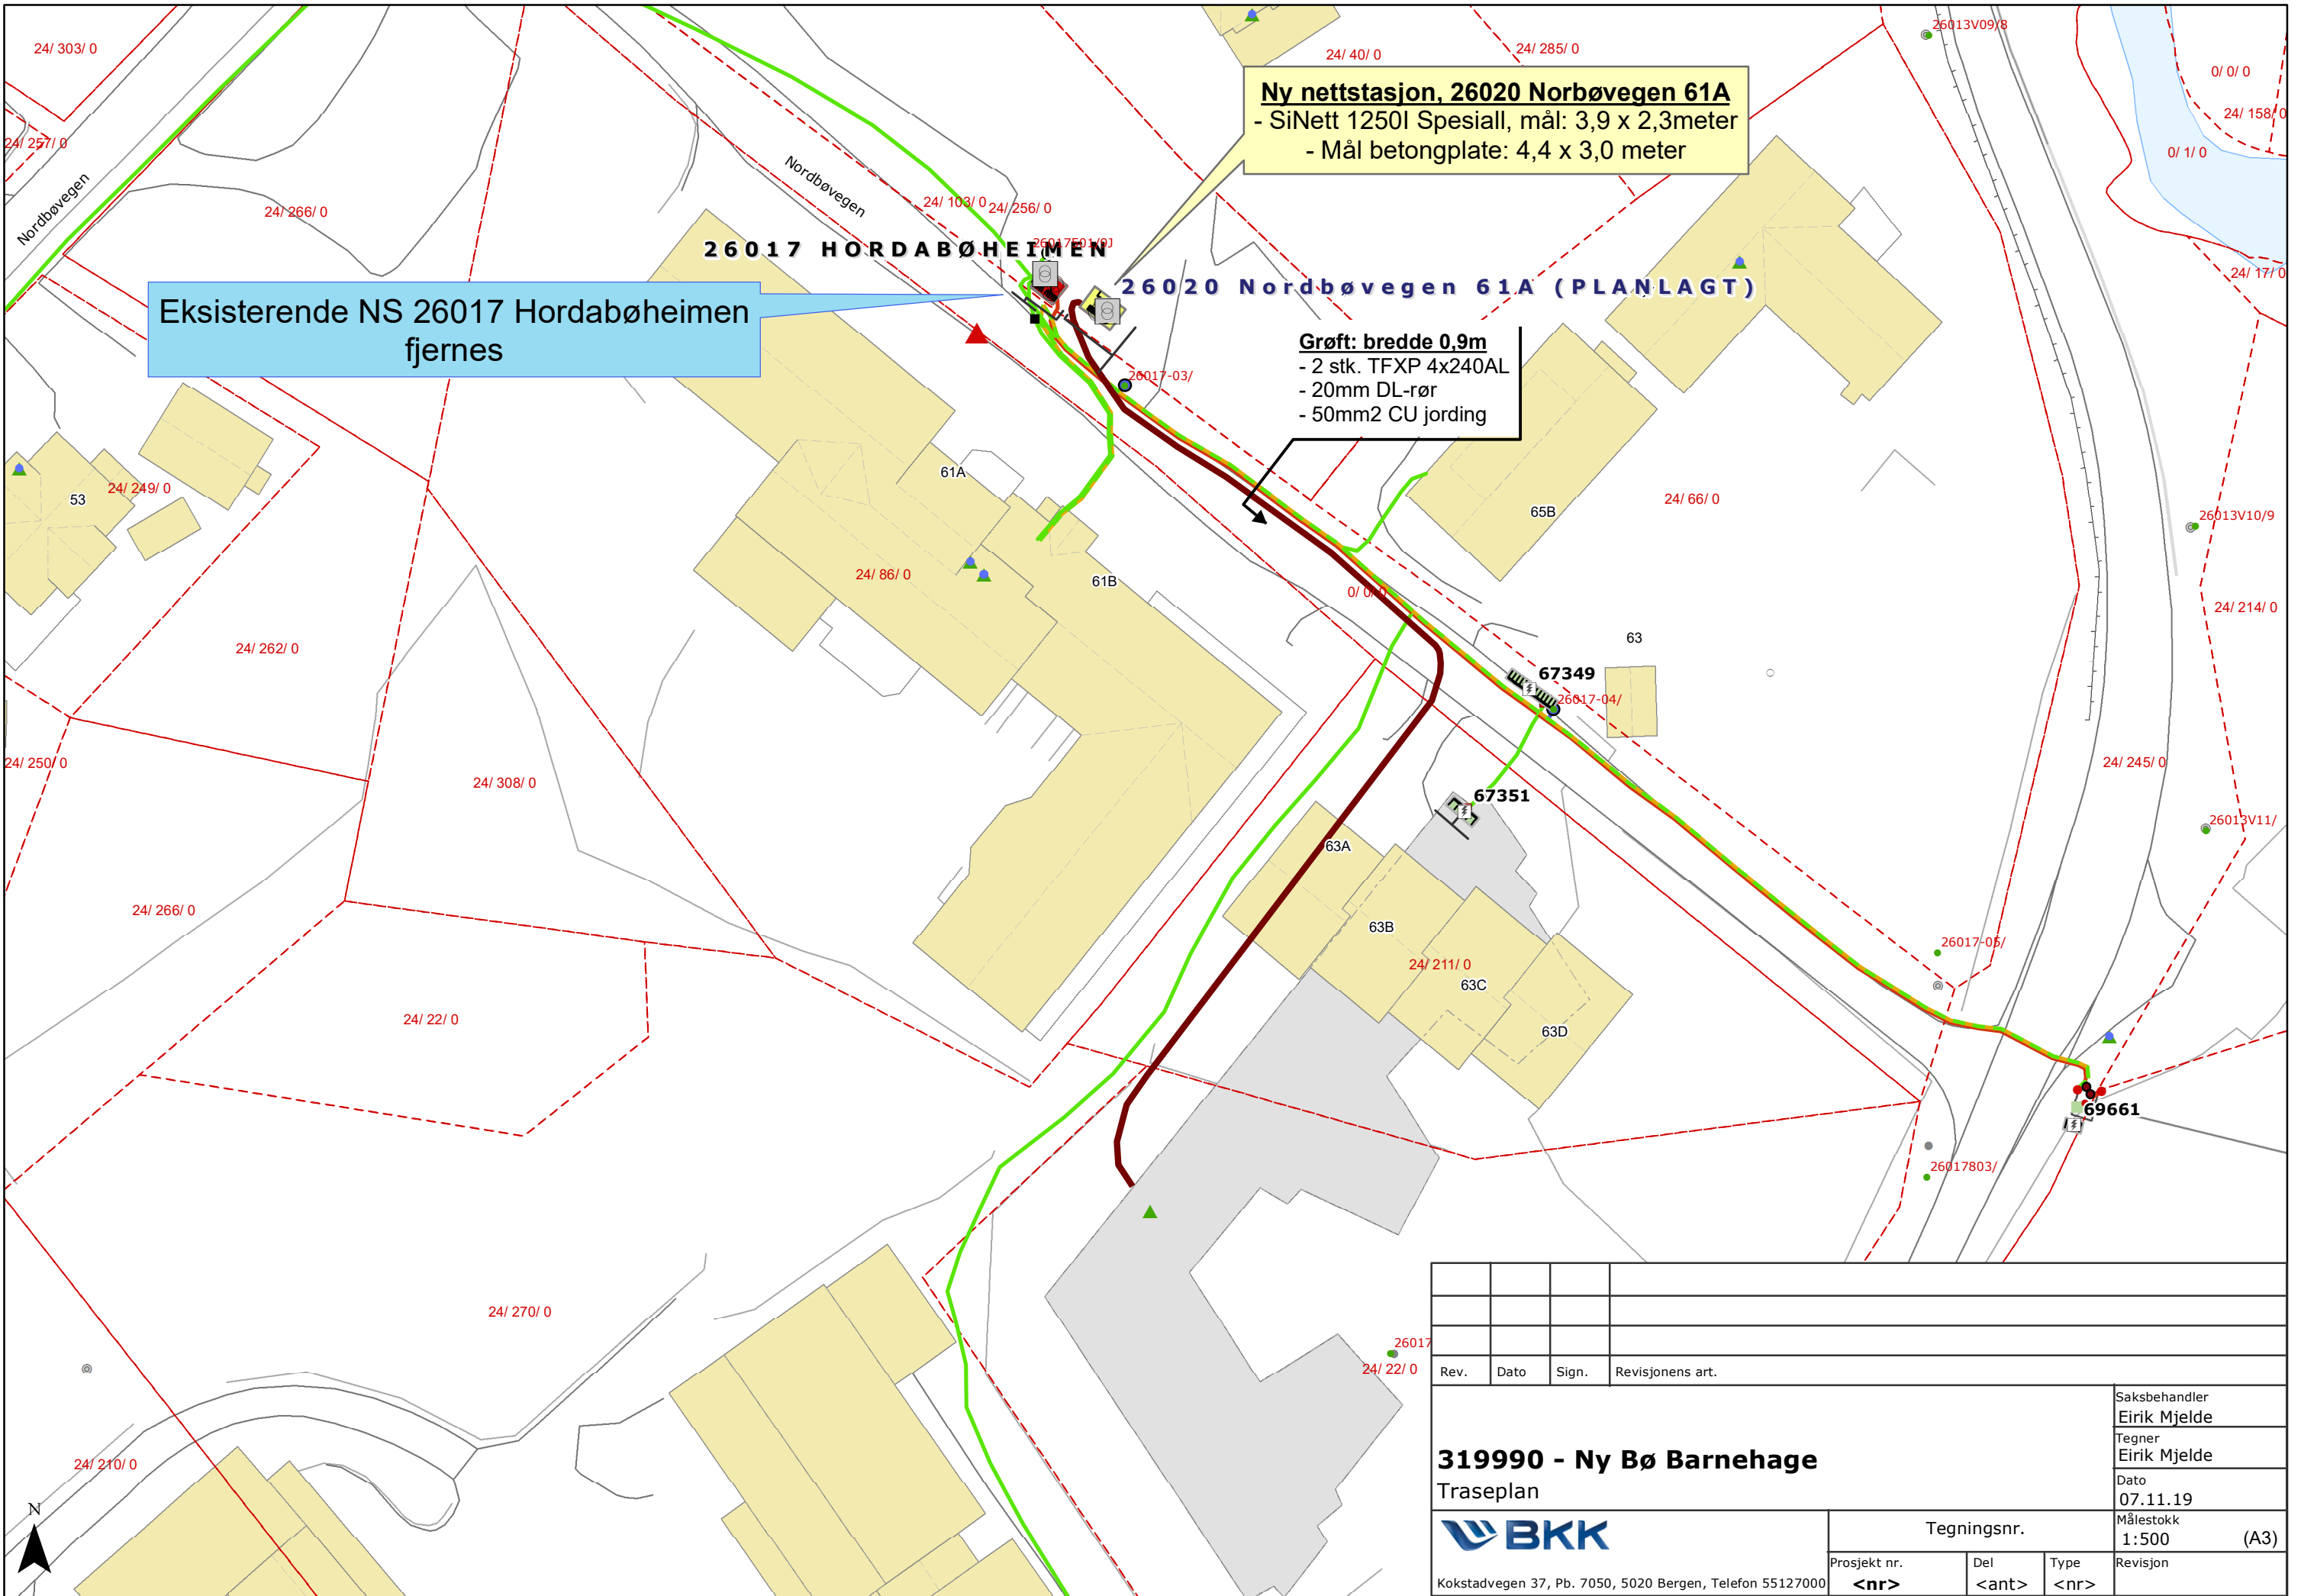 24/ 303/ 0
24/ 257/ 0
Nordbøvegen
24/ 266/ 0
Nordbøvegen
24/ 40/ 0
24/ 285/ 0
26013V09/8
0/ 0/ 0
24/ 158/ 0
0/ 1/ 0
24/ 17/ 0
Ny nettstasjon, 26020 Norbøvegen 61A
- SiNett 1250I Spesiall, mål: 3,9 x 2,3meter
- Mål betongplate: 4,4 x 3,0 meter
24/ 103/ 0
24/ 256/ 0
26017 HORDABØHEIMEN
26020 Nordbøvegen 61A (PLANLAGT)
Eksisterende NS 26017 Hordabøheimen
fjernes
Grøft: bredde 0,9m
- 2 stk. TFXP 4x240AL
- 20mm DL-rør
- 50mm2 CU jording
26017-03/
53
24/ 249/ 0
61A
65B
24/ 66/ 0
26013V10/9
24/ 86/ 0
61B
0/ 0/ 0
24/ 214/ 0
24/ 262/ 0
63
67349
26017-04/
24/ 250/ 0
24/ 308/ 0
67351
24/ 245/ 0
26013V11/
63A
24/ 266/ 0
63B
24/ 211/ 0
63C
26017-05/
24/ 22/ 0
63D
69661
26017803/
24/ 270/ 0
26017
24/ 22/ 0
24/ 210/ 0
N
Rev.
Dato
Sign.
Revisjonens art.
Saksbehandler
Eirik Mjelde
Tegner
Eirik Mjelde
319990 - Ny Bø Barnehage
Traseplan
Dato
07.11.19
Målestokk
1:500 (A3)
BKK
Tegningsnr.
Prosjekt nr.
<nr>
Del
<ant>
Type
<nr>
Revisjon
Kokstadvegen 37, Pb. 7050, 5020 Bergen, Telefon 55127000